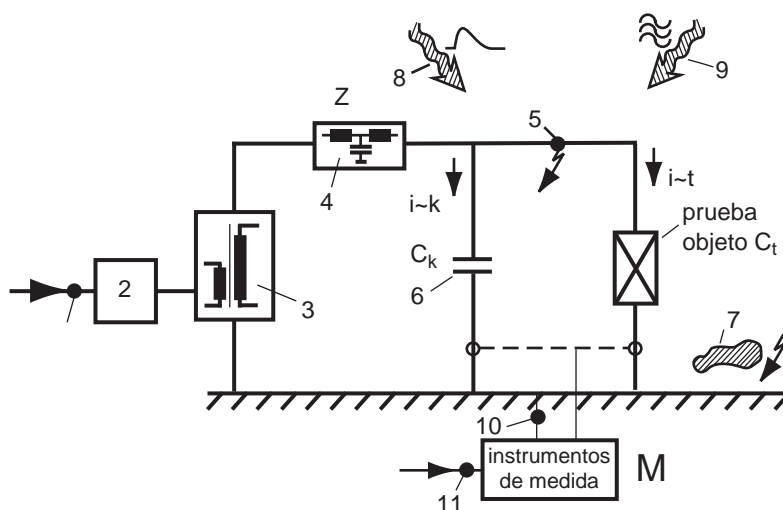 8
9
Z
5
4
i~k
i~t
prueba
objeto Cₜ
Cₖ
2
3
6
7
10
instrumentos
de medida
M
11